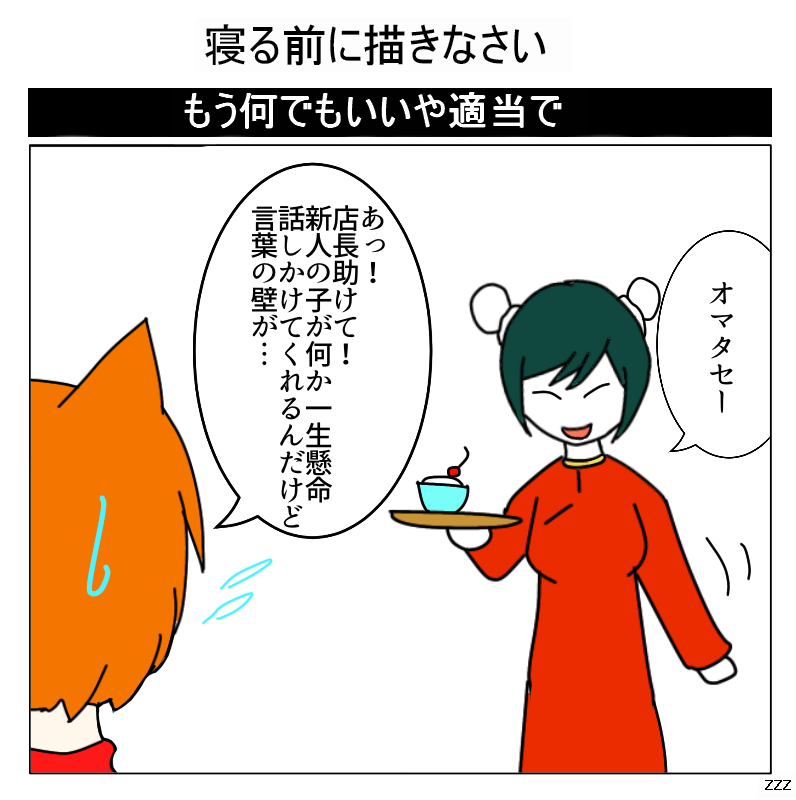 寝る前に描きなさい
もう何でもいいや適当で
オマタセー
あっ！
店長助けて！
新人の子が何か一生懸命
話しかけてくれるんだけど
言葉の壁が…
zzz